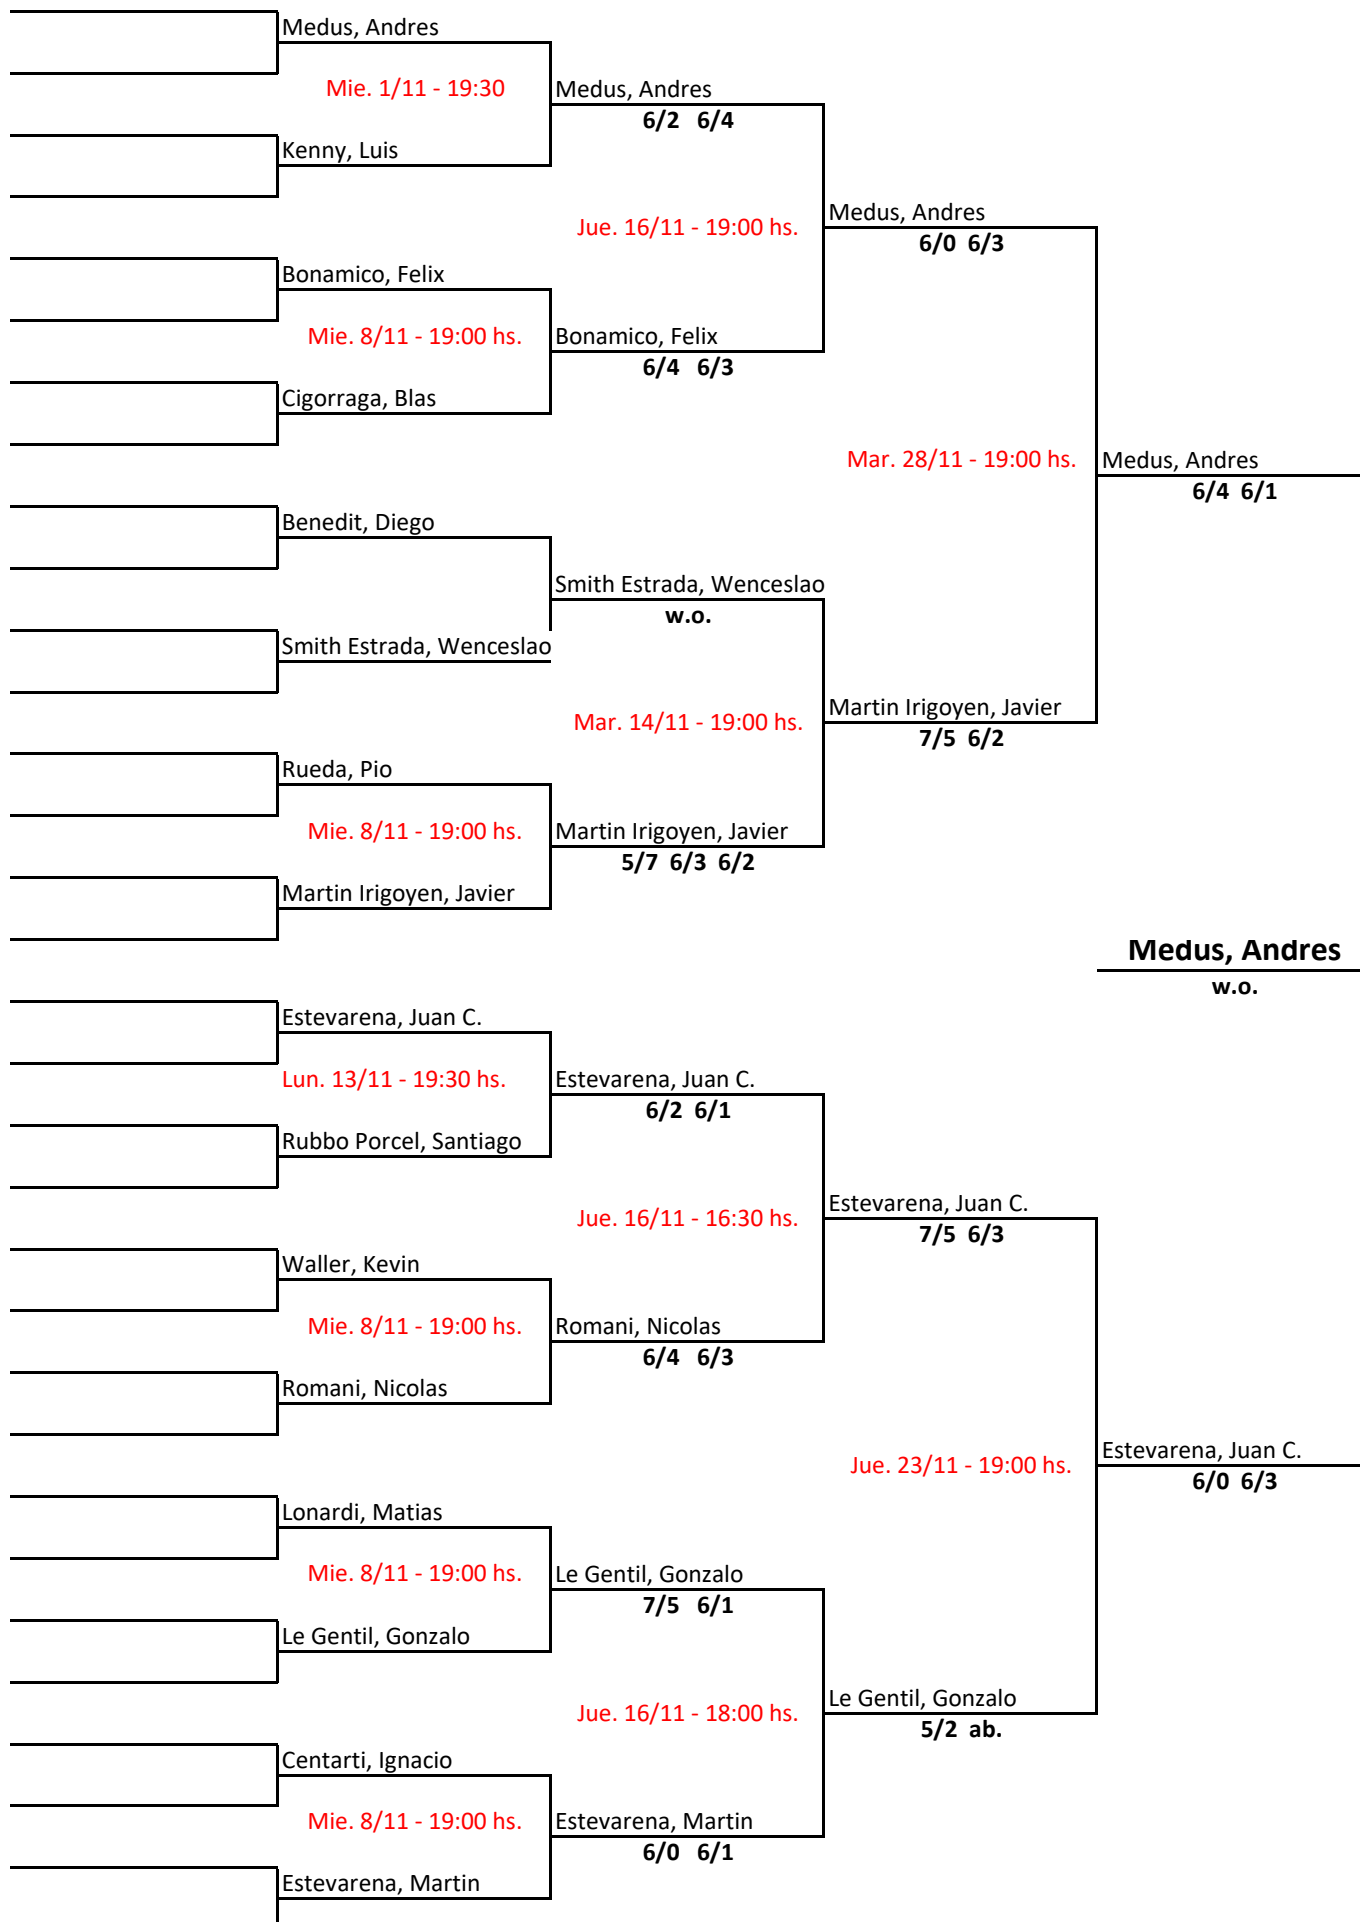 Medus, Andres
Mie. 1/11 - 19:30
Medus, Andres
6/2 6/4
Kenny, Luis
Jue. 16/11 - 19:00 hs.
Medus, Andres
6/0 6/3
Bonamico, Felix
Mie. 8/11 - 19:00 hs.
Bonamico, Felix
6/4 6/3
Cigorraga, Blas
Mar. 28/11 - 19:00 hs.
Medus, Andres
6/4 6/1
Benedit, Diego
Smith Estrada, Wenceslao
w.o.
Smith Estrada, Wenceslao
Mar. 14/11 - 19:00 hs.
Martin Irigoyen, Javier
7/5 6/2
Rueda, Pio
Mie. 8/11 - 19:00 hs.
Martin Irigoyen, Javier
5/7 6/3 6/2
Martin Irigoyen, Javier
Medus, Andres
w.o.
Estevarena, Juan C.
Lun. 13/11 - 19:30 hs.
Estevarena, Juan C.
6/2 6/1
Rubbo Porcel, Santiago
Jue. 16/11 - 16:30 hs.
Estevarena, Juan C.
7/5 6/3
Waller, Kevin
Mie. 8/11 - 19:00 hs.
Romani, Nicolas
6/4 6/3
Romani, Nicolas
Jue. 23/11 - 19:00 hs.
Estevarena, Juan C.
6/0 6/3
Lonardi, Matias
Mie. 8/11 - 19:00 hs.
Le Gentil, Gonzalo
7/5 6/1
Le Gentil, Gonzalo
Jue. 16/11 - 18:00 hs.
Le Gentil, Gonzalo
5/2 ab.
Centarti, Ignacio
Mie. 8/11 - 19:00 hs.
Estevarena, Martin
6/0 6/1
Estevarena, Martin